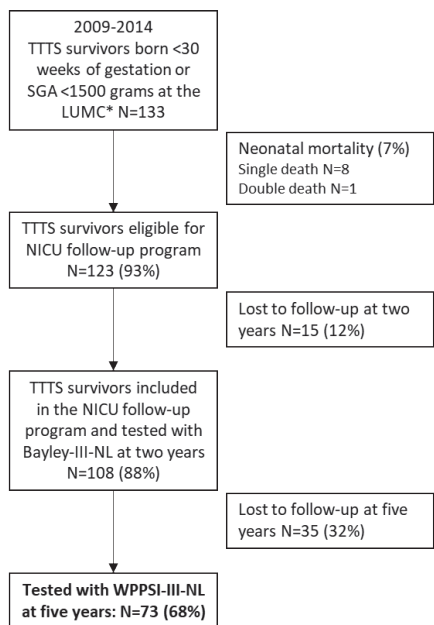 2009-2014
TTTS survivors born <30
weeks of gestation or
SGA <1500 grams at the
LUMC* N=133
Neonatal mortality (7%)
Single death N=8
Double death N=1
TTTS survivors eligible for
NICU follow-up program
N=123 (93%)
Lost to follow-up at two
years N=15 (12%)
TTTS survivors included
in the NICU follow-up
program and tested with
Bayley-III-NL at two years
N=108 (88%)
Lost to follow-up at five
years N=35 (32%)
Tested with WPPSI-III-NL
at five years: N=73 (68%)